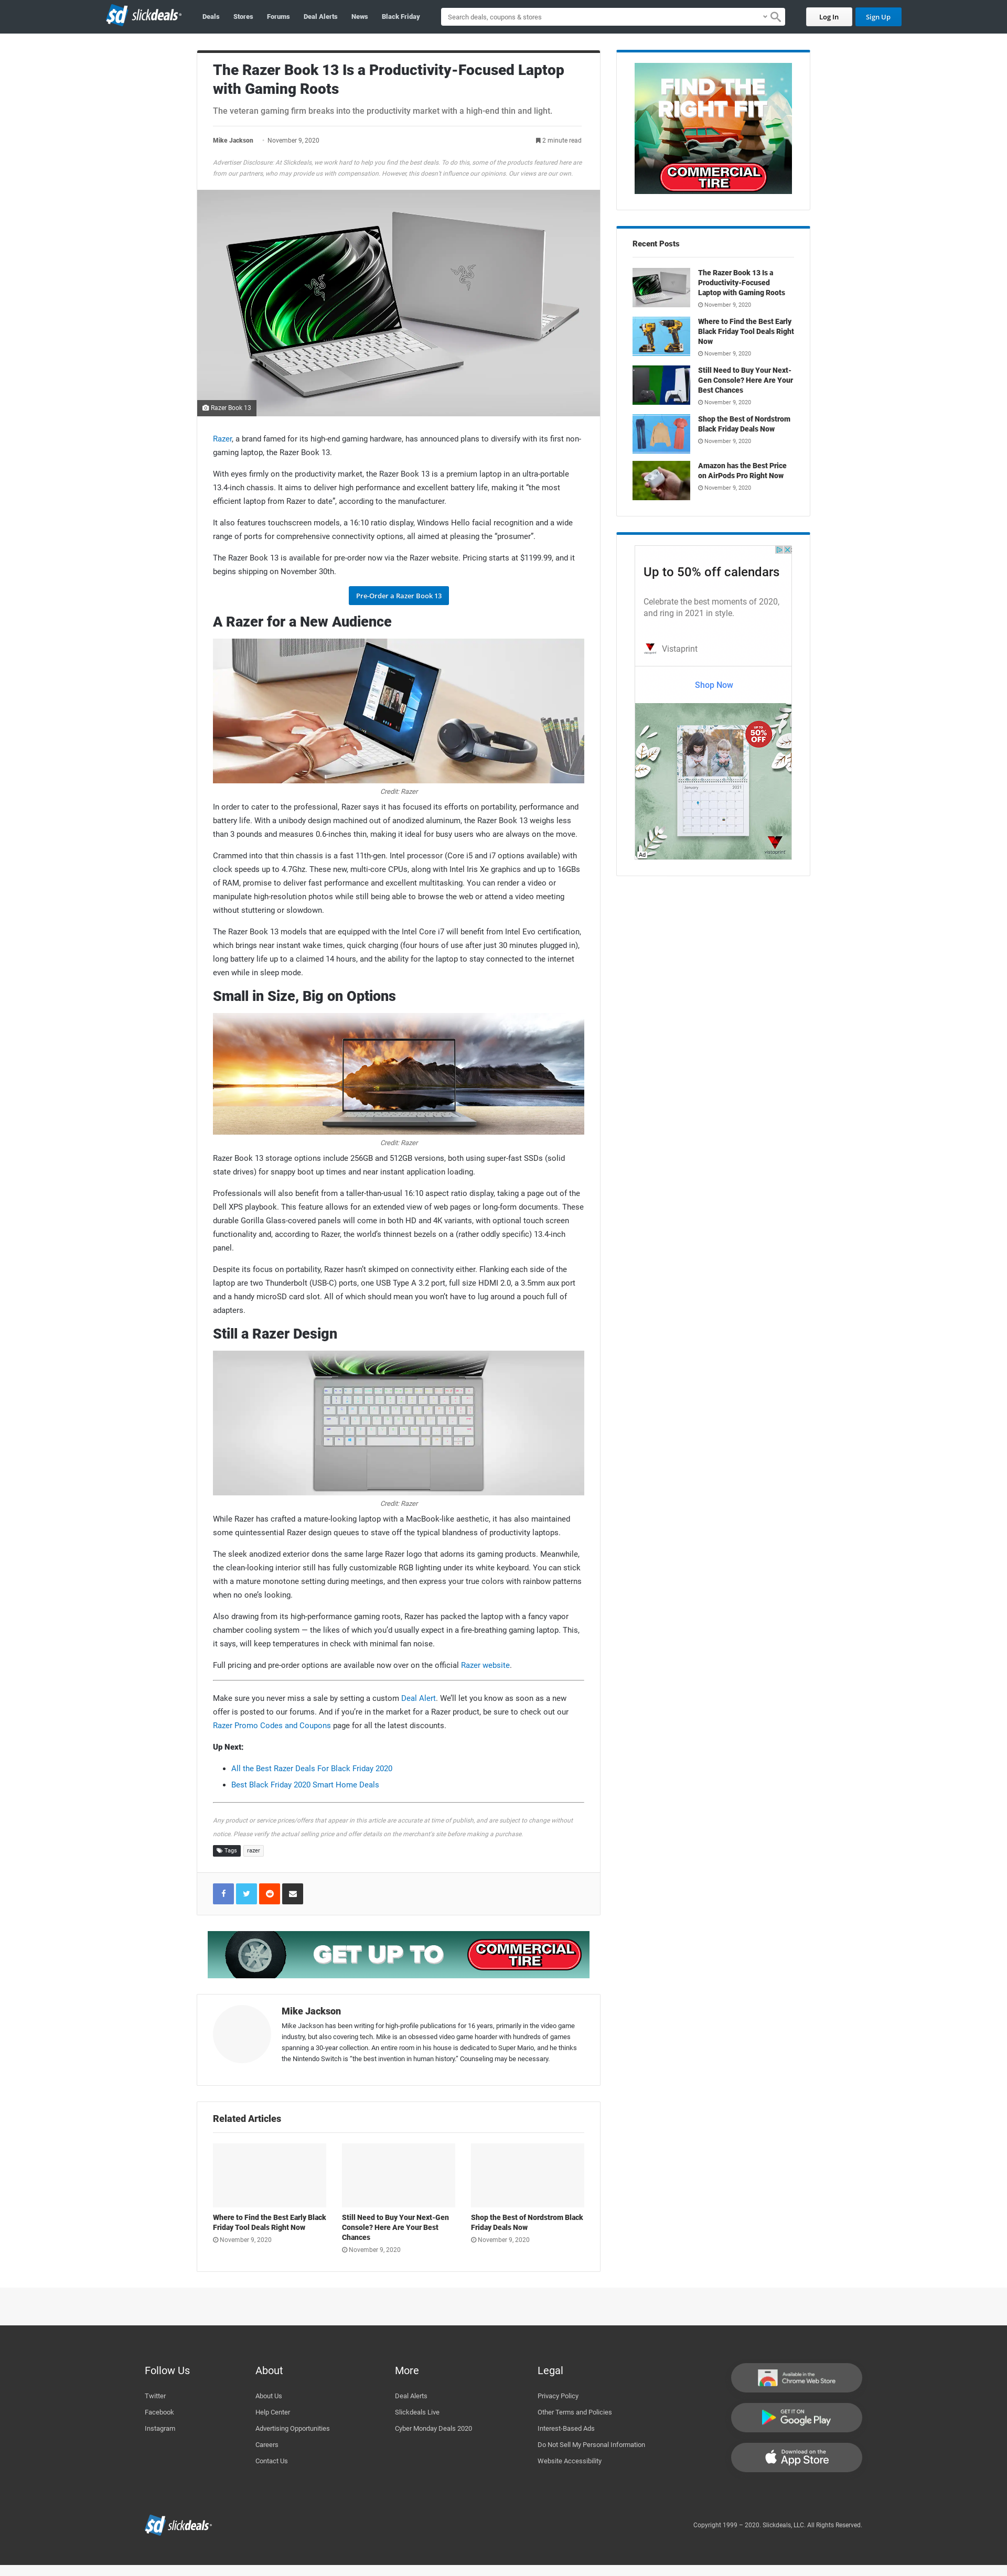 sd slickdeals
Deals Stores Forums Deal Alerts News Black Friday
Search deals, coupons & stores
Log In
Sign Up
The Razer Book 13 Is a Productivity-Focused Laptop
with Gaming Roots
The veteran gaming firm breaks into the productivity market with a high-end thin and light.
Mike Jackson · November 9, 2020
2 minute read
Advertiser Disclosure: At Slickdeals, we work hard to help you find the best deals. To do this, some of the products featured here are
from our partners, who may provide us with compensation. However, this doesn't influence our opinions. Our views are our own.
Razer Book 13
Razer, a brand famed for its high-end gaming hardware, has announced plans to diversify with its first non-
gaming laptop, the Razer Book 13.
With eyes firmly on the productivity market, the Razer Book 13 is a premium laptop in an ultra-portable
13.4-inch chassis. It aims to deliver high performance and excellent battery life, making it “the most
efficient laptop from Razer to date”, according to the manufacturer.
It also features touchscreen models, a 16:10 ratio display, Windows Hello facial recognition and a wide
range of ports for comprehensive connectivity options, all aimed at pleasing the “prosumer”.
The Razer Book 13 is available for pre-order now via the Razer website. Pricing starts at $1199.99, and it
begins shipping on November 30th.
Pre-Order a Razer Book 13
A Razer for a New Audience
Credit: Razer
In order to cater to the professional, Razer says it has focused its efforts on portability, performance and
battery life. With a unibody design machined out of anodized aluminum, the Razer Book 13 weighs less
than 3 pounds and measures 0.6-inches thin, making it ideal for busy users who are always on the move.
Crammed into that thin chassis is a fast 11th-gen. Intel processor (Core i5 and i7 options available) with
clock speeds up to 4.7Ghz. These new, multi-core CPUs, along with Intel Iris Xe graphics and up to 16GBs
of RAM, promise to deliver fast performance and excellent multitasking. You can render a video or
manipulate high-resolution photos while still being able to browse the web or attend a video meeting
without stuttering or slowdown.
The Razer Book 13 models that are equipped with the Intel Core i7 will benefit from Intel Evo certification,
which brings near instant wake times, quick charging (four hours of use after just 30 minutes plugged in),
long battery life up to a claimed 14 hours, and the ability for the laptop to stay connected to the internet
even while in sleep mode.
Small in Size, Big on Options
Credit: Razer
Razer Book 13 storage options include 256GB and 512GB versions, both using super-fast SSDs (solid
state drives) for snappy boot up times and near instant application loading.
Professionals will also benefit from a taller-than-usual 16:10 aspect ratio display, taking a page out of the
Dell XPS playbook. This feature allows for an extended view of web pages or long-form documents. These
durable Gorilla Glass-covered panels will come in both HD and 4K variants, with optional touch screen
functionality and, according to Razer, the world’s thinnest bezels on a (rather oddly specific) 13.4-inch
panel.
Despite its focus on portability, Razer hasn’t skimped on connectivity either. Flanking each side of the
laptop are two Thunderbolt (USB-C) ports, one USB Type A 3.2 port, full size HDMI 2.0, a 3.5mm aux port
and a handy microSD card slot. All of which should mean you won’t have to lug around a pouch full of
adapters.
Still a Razer Design
Credit: Razer
While Razer has crafted a mature-looking laptop with a MacBook-like aesthetic, it has also maintained
some quintessential Razer design queues to stave off the typical blandness of productivity laptops.
The sleek anodized exterior dons the same large Razer logo that adorns its gaming products. Meanwhile,
the clean-looking interior still has fully customizable RGB lighting under its white keyboard. You can stick
with a mature monotone setting during meetings, and then express your true colors with rainbow patterns
when no one’s looking.
Also drawing from its high-performance gaming roots, Razer has packed the laptop with a fancy vapor
chamber cooling system — the likes of which you’d usually expect in a fire-breathing gaming laptop. This,
it says, will keep temperatures in check with minimal fan noise.
Full pricing and pre-order options are available now over on the official Razer website.
Make sure you never miss a sale by setting a custom Deal Alert. We’ll let you know as soon as a new
offer is posted to our forums. And if you’re in the market for a Razer product, be sure to check out our
Razer Promo Codes and Coupons page for all the latest discounts.
Up Next:
All the Best Razer Deals For Black Friday 2020
Best Black Friday 2020 Smart Home Deals
Any product or service prices/offers that appear in this article are accurate at time of publish, and are subject to change without
notice. Please verify the actual selling price and offer details on the merchant's site before making a purchase.
Tags razer
GET UP TO COMMERCIAL TIRE
Mike Jackson
Mike Jackson has been writing for high-profile publications for 16 years, primarily in the video game
industry, but also covering tech. Mike is an obsessed video game hoarder with hundreds of games
spanning a 30-year collection. An entire room in his house is dedicated to Super Mario, and he thinks
the Nintendo Switch is “the best invention in human history.” Counseling may be necessary.
Related Articles
Where to Find the Best Early Black
Friday Tool Deals Right Now
November 9, 2020
Still Need to Buy Your Next-Gen
Console? Here Are Your Best
Chances
November 9, 2020
Shop the Best of Nordstrom Black
Friday Deals Now
November 9, 2020
FIND THE
RIGHT FIT
COMMERCIAL
TIRE
Recent Posts
The Razer Book 13 Is a
Productivity-Focused
Laptop with Gaming Roots
November 9, 2020
Where to Find the Best Early
Black Friday Tool Deals Right
Now
November 9, 2020
Still Need to Buy Your Next-
Gen Console? Here Are Your
Best Chances
November 9, 2020
Shop the Best of Nordstrom
Black Friday Deals Now
November 9, 2020
Amazon has the Best Price
on AirPods Pro Right Now
November 9, 2020
Up to 50% off calendars
Celebrate the best moments of 2020,
and ring in 2021 in style.
Vistaprint
Shop Now
UP TO
50%
OFF
January 2021
vistaprint
Ad
Follow Us
Twitter
Facebook
Instagram
About
About Us
Help Center
Advertising Opportunities
Careers
Contact Us
More
Deal Alerts
Slickdeals Live
Cyber Monday Deals 2020
Legal
Privacy Policy
Other Terms and Policies
Interest-Based Ads
Do Not Sell My Personal Information
Website Accessibility
Available in the
Chrome Web Store
GET IT ON
Google Play
Download on the
App Store
sd slickdeals
Copyright 1999 – 2020. Slickdeals, LLC. All Rights Reserved.